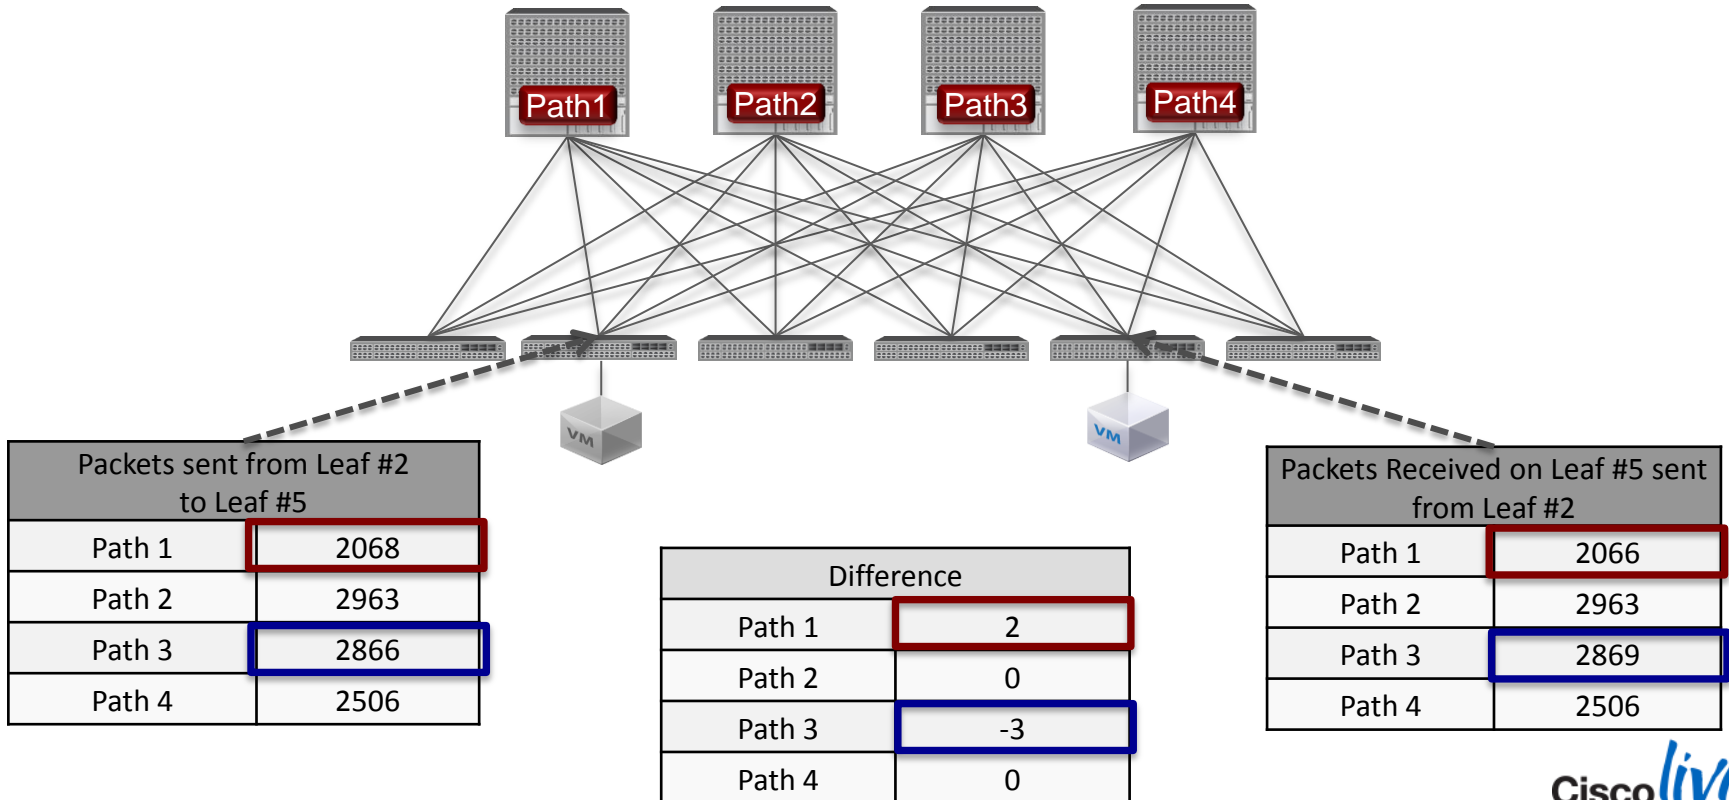 Path1
Path2
Path3
Path4
VM
VM
Packets sent from Leaf #2
to Leaf #5
Path 1 2068
Path 2 2963
Path 3 2866
Path 4 2506
Difference
Path 1 2
Path 2 0
Path 3 -3
Path 4 0
Packets Received on Leaf #5 sent
from Leaf #2
Path 1 2066
Path 2 2963
Path 3 2869
Path 4 2506
Cisco live